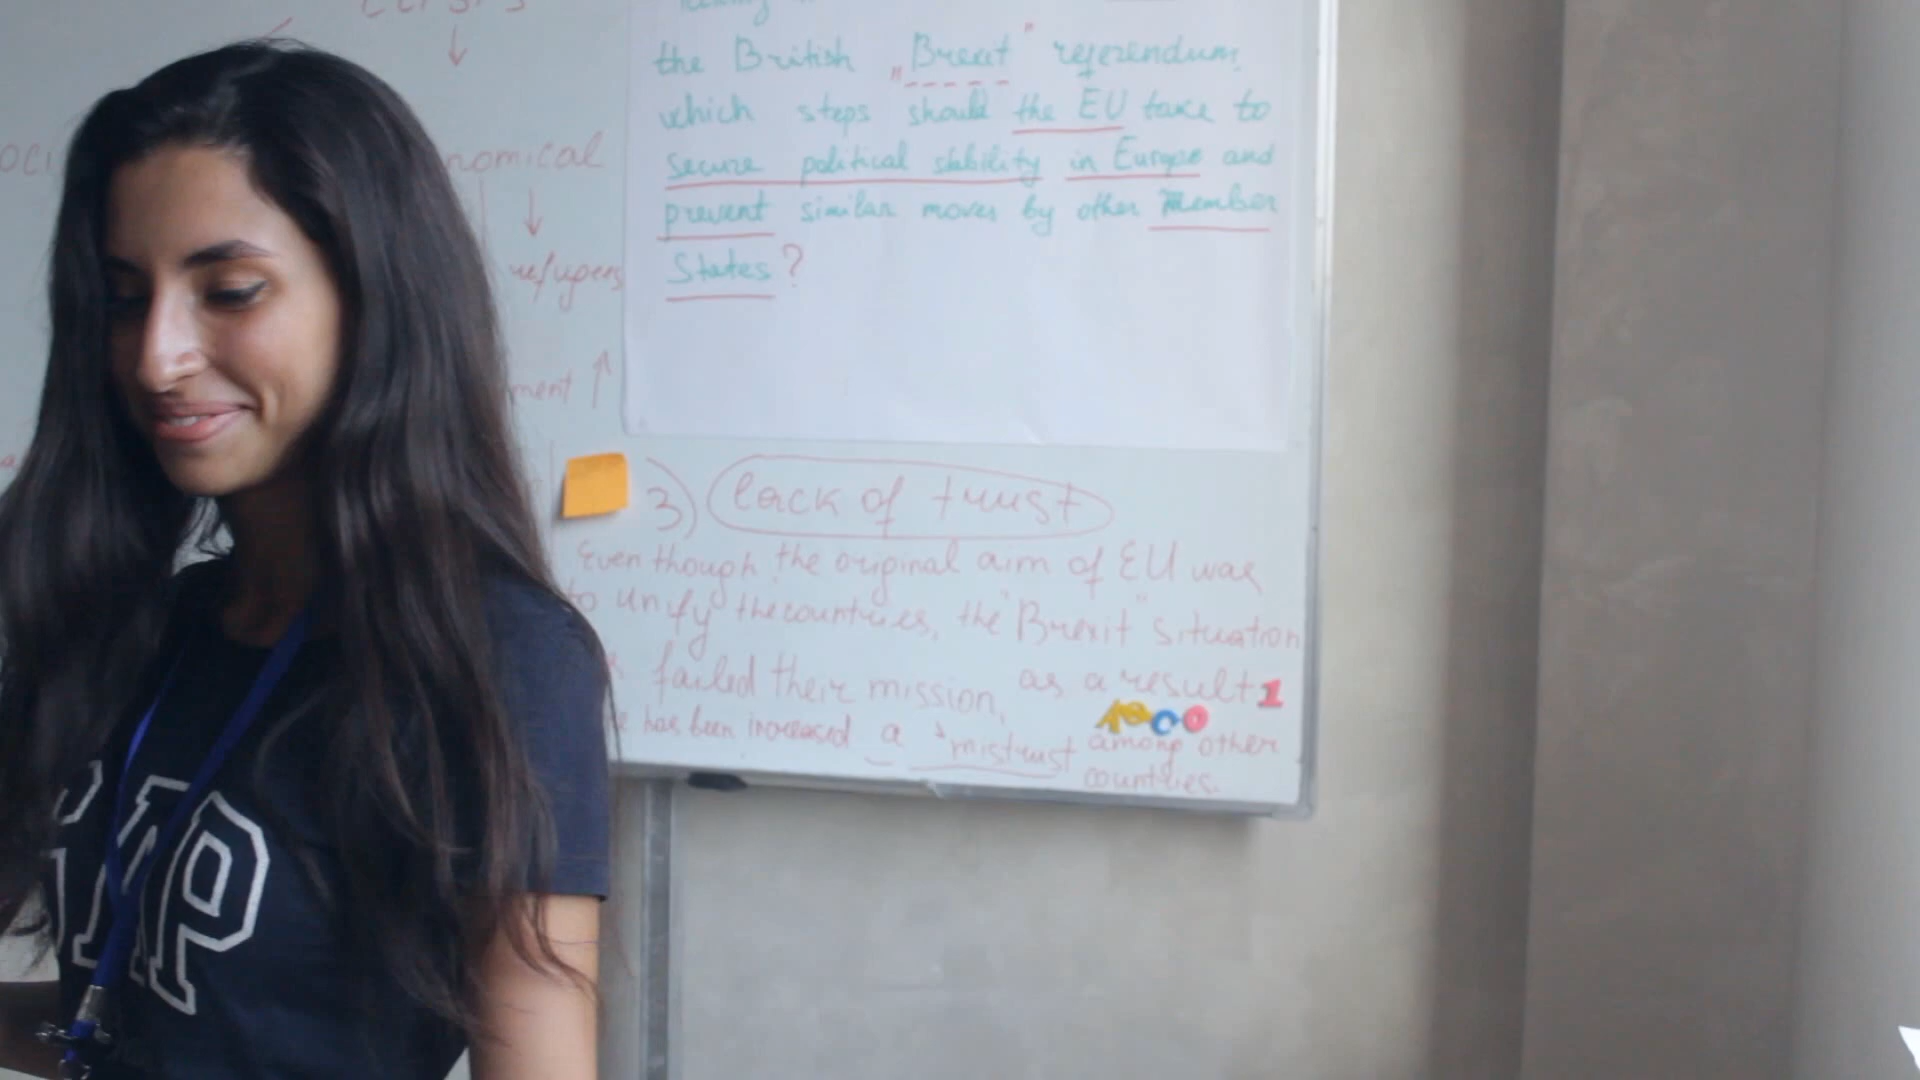 the British „Brexit" referendum,
which steps should the EU take to
secure political stability in Europe and
prevent similar moves by other Member
States?
nomical
refugees
ment ↑
3) lack of trust
Even though, the original aim of EU was
to unify the countries, the "Brexit" situation
failed their mission, as a result 1
has been increased a mistrust among other
countries.
GAP